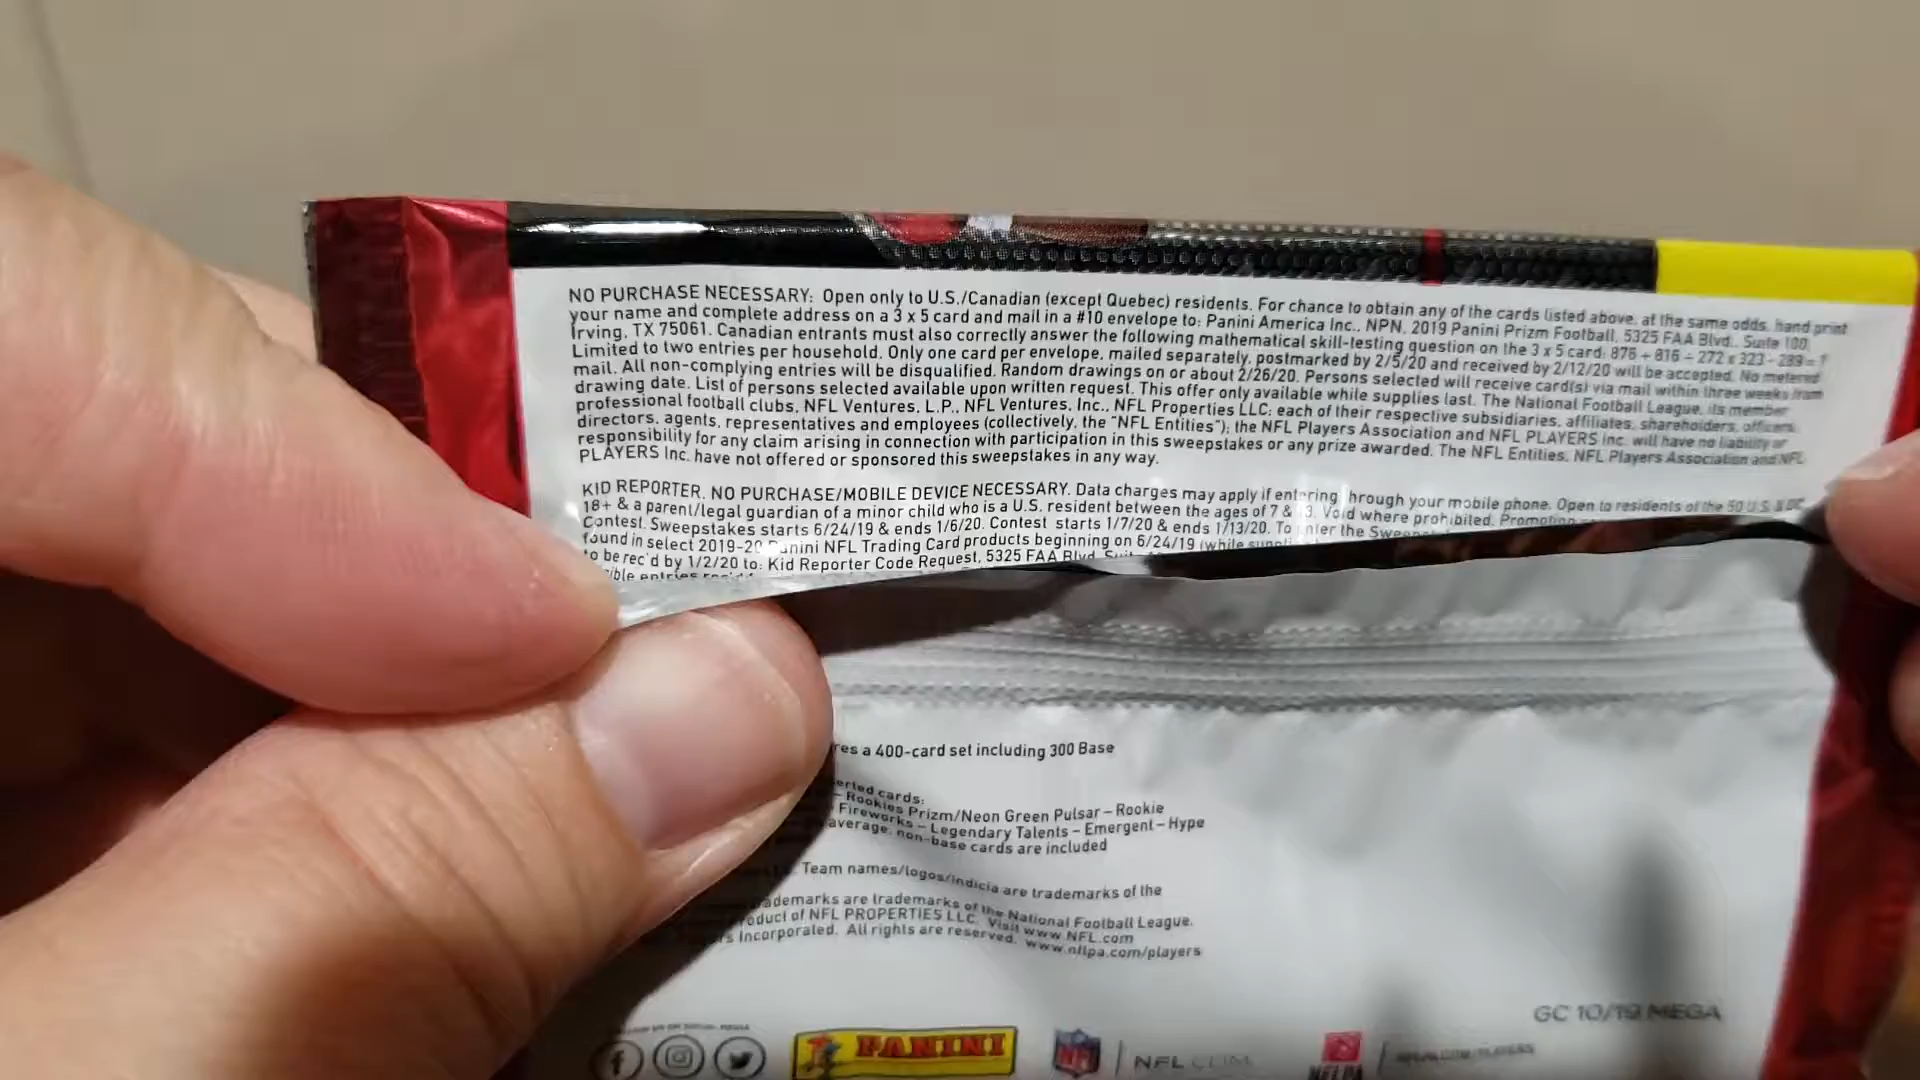 NO PURCHASE NECESSARY: Open only to U.S./Canadian (except Quebec) residents. For chance to obtain any of the cards listed above, at the same odds, hand print
your name and complete address on a 3 x 5 card and mail in a #10 envelope to: Panini America Inc., NPN, 2019 Panini Prizm Football, 5325 FAA Blvd., Suite 100,
Irving, TX 75061. Canadian entrants must also correctly answer the following mathematical skill-testing question on the 3 x 5 card:
Limited to two entries per household. Only one card per envelope, mailed separately, postmarked by 2/5/20 and received by 2/12/20 will be accepted. No metered
mail. All non-complying entries will be disqualified. Random drawings on or about 2/26/20. Persons selected will receive card(s) via mail within three weeks from
drawing date. List of persons selected available upon written request. This offer only available while supplies last. The National Football League, its member
professional football clubs, NFL Ventures, L.P., NFL Ventures, Inc., NFL Properties LLC; each of their respective subsidiaries, affiliates, shareholders, officers,
directors, agents, representatives and employees (collectively, the "NFL Entities"); the NFL Players Association and NFL PLAYERS Inc. will have no liability or
responsibility for any claim arising in connection with participation in this sweepstakes or any prize awarded. The NFL Entities, NFL Players Association and NFL
PLAYERS Inc. have not offered or sponsored this sweepstakes in any way.
KID REPORTER. NO PURCHASE/MOBILE DEVICE NECESSARY. Data charges may apply if entering through your mobile phone. Open to residents of the 50 U.S. & DC
18+ & a parent/legal guardian of a minor child who is a U.S. resident between the ages of 7 & 13. Void where prohibited.
Contest. Sweepstakes starts 6/24/19 & ends 1/6/20. Contest starts 1/7/20 & ends 1/13/20. To enter the
found in select 2019-20 Panini NFL Trading Card products beginning on 6/24/19 (while
to be rec'd by 1/2/20 to: Kid Reporter Code Request, 5325 FAA Blvd.
entries
a 400-card set including 300 Base
cards:
– Rookies Prizm/Neon Green Pulsar – Rookie
Fireworks – Legendary Talents – Emergent – Hype
average; non-base cards are included
Team names/logos/indicia are trademarks of the
trademarks are trademarks of the National Football League.
product of NFL PROPERTIES LLC. Visit www.NFL.com
Incorporated. All rights are reserved. www.nflpa.com/players
GC 10/19 MEGA
PANINI
NFL
NFL.COM
NFLPA